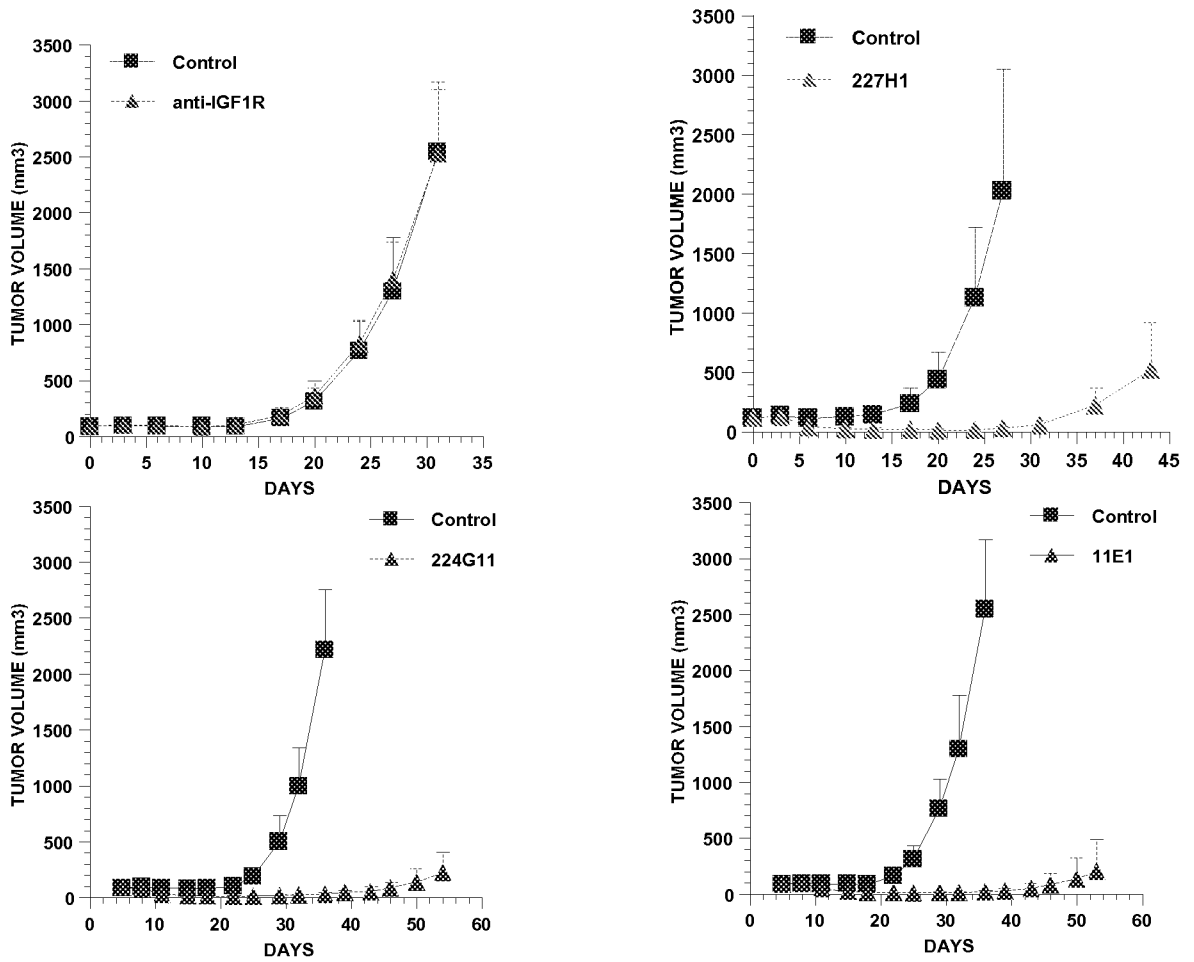 3500
3000
2500
2000
1500
1000
500
0
TUMOR VOLUME (mm3)
Control
anti-IGF1R
0 5 10 15 20 25 30 35
DAYS
3500
3000
2500
2000
1500
1000
500
0
TUMOR VOLUME (mm3)
Control
227H1
0 5 10 15 20 25 30 35 40 45
DAYS
3500
3000
2500
2000
1500
1000
500
0
TUMOR VOLUME (mm3)
Control
224G11
0 10 20 30 40 50 60
DAYS
3500
3000
2500
2000
1500
1000
500
0
TUMOR VOLUME (mm3)
Control
11E1
0 10 20 30 40 50 60
DAYS